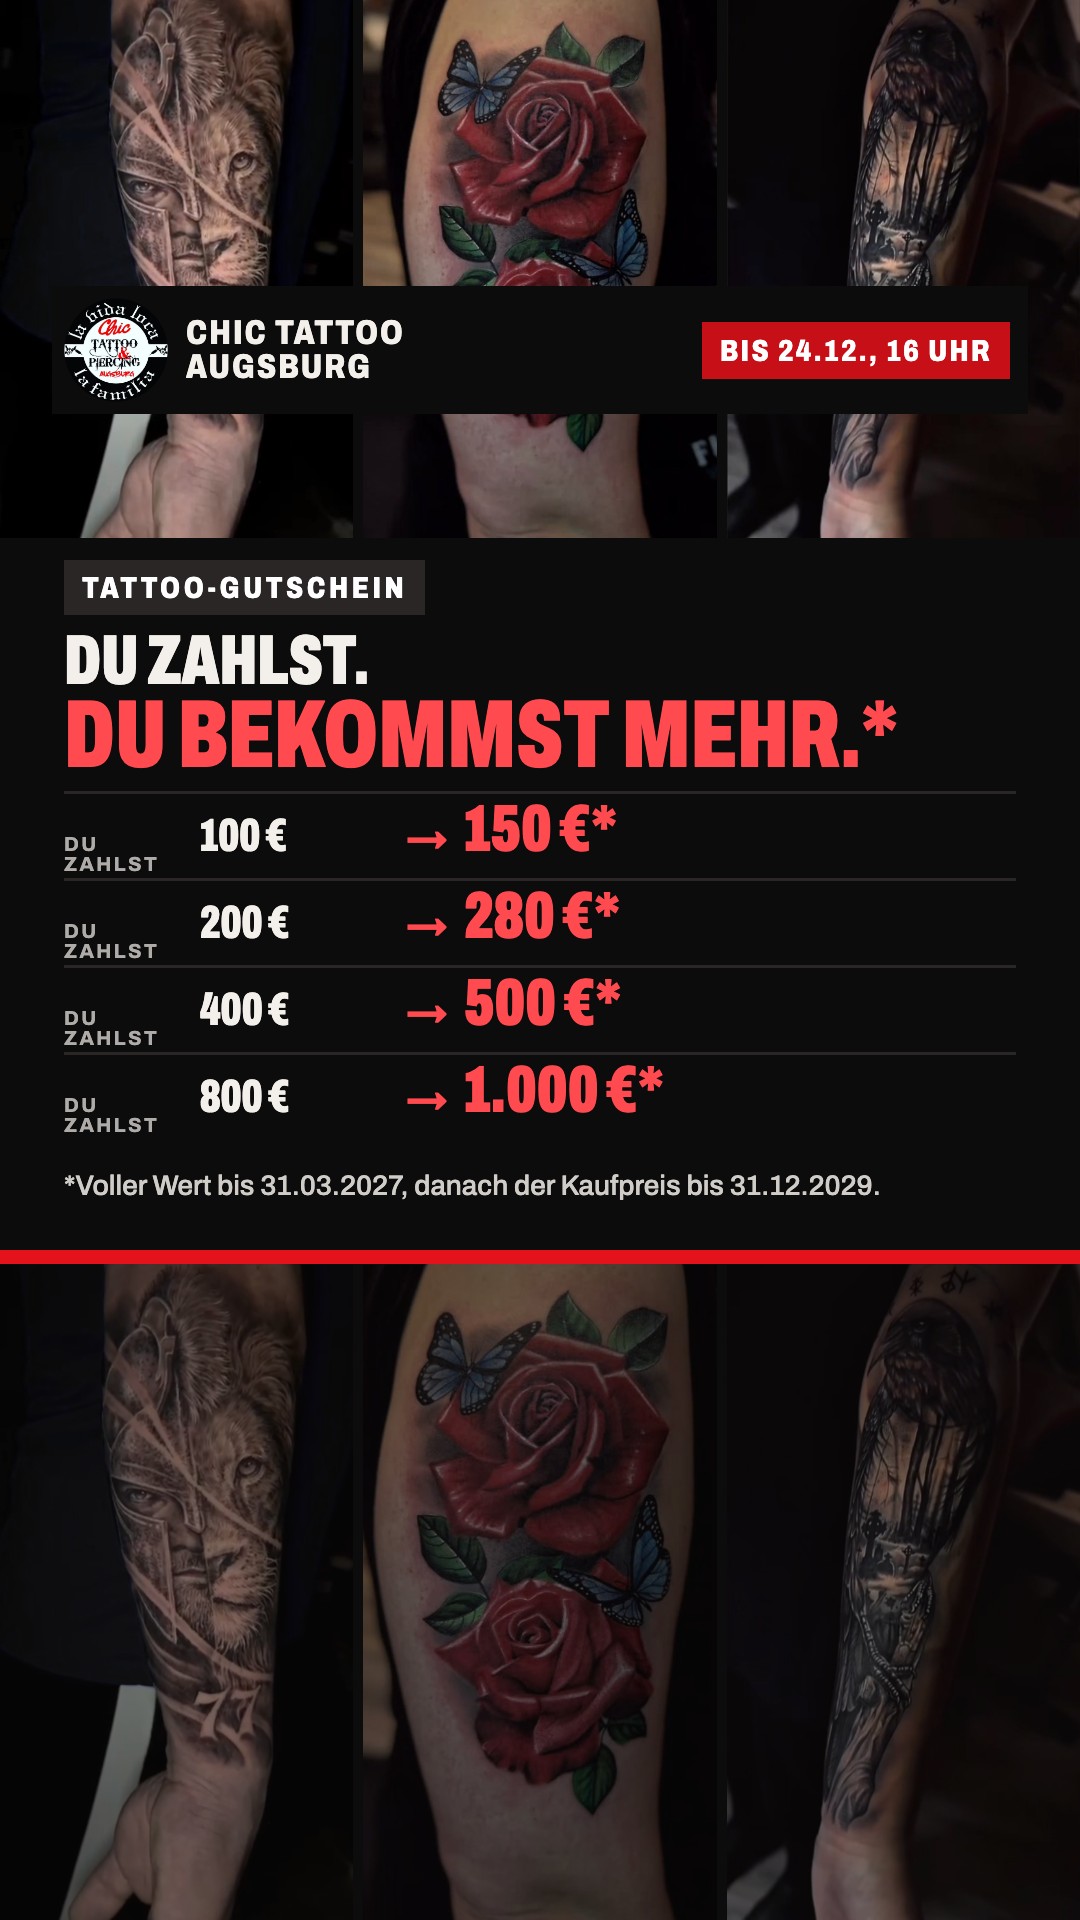 la vida loca
Chic
TATTOO
&
PIERCING
AUGSBURG
la familia
CHIC TATTOO
AUGSBURG
BIS 24.12., 16 UHR
TATTOO-GUTSCHEIN
DU ZAHLST.
DU BEKOMMST MEHR.*
DU ZAHLST 100 € → 150 €*
DU ZAHLST 200 € → 280 €*
DU ZAHLST 400 € → 500 €*
DU ZAHLST 800 € → 1.000 €*
*Voller Wert bis 31.03.2027, danach der Kaufpreis bis 31.12.2029.
77